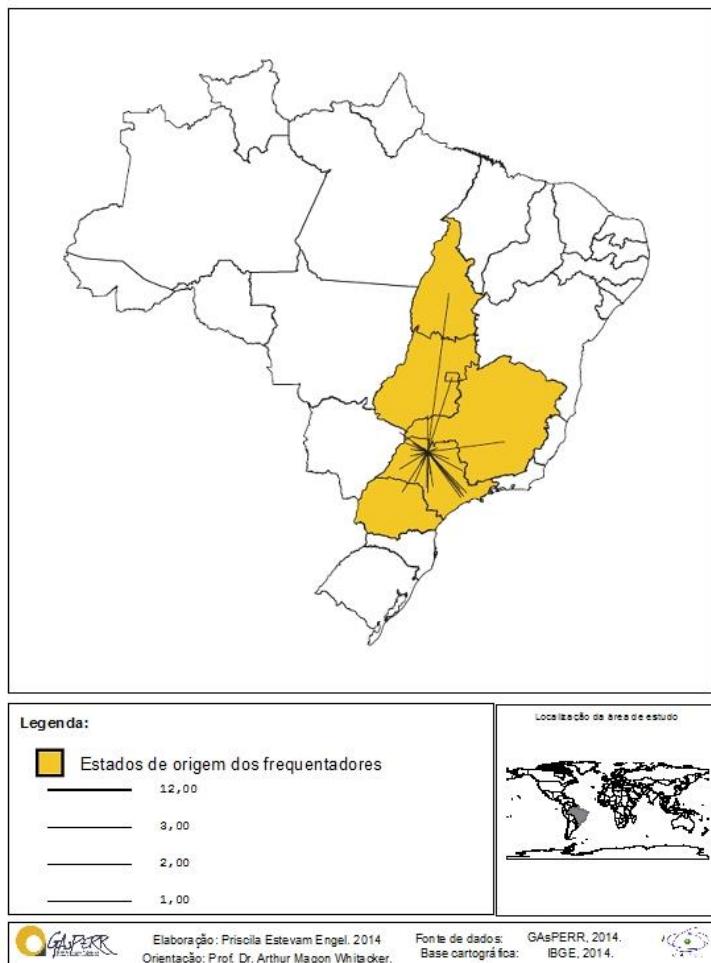 Legenda:
Estados de origem dos frequentadores
12,00
3,00
2,00
1,00
Localização da área de estudo
GAsPERR
Elaboração: Priscila Estevam Engel. 2014
Orientação: Prof. Dr. Arthur Magon Whitacker.
Fonte de dados: GAsPERR, 2014.
Base cartográfica: IBGE, 2014.